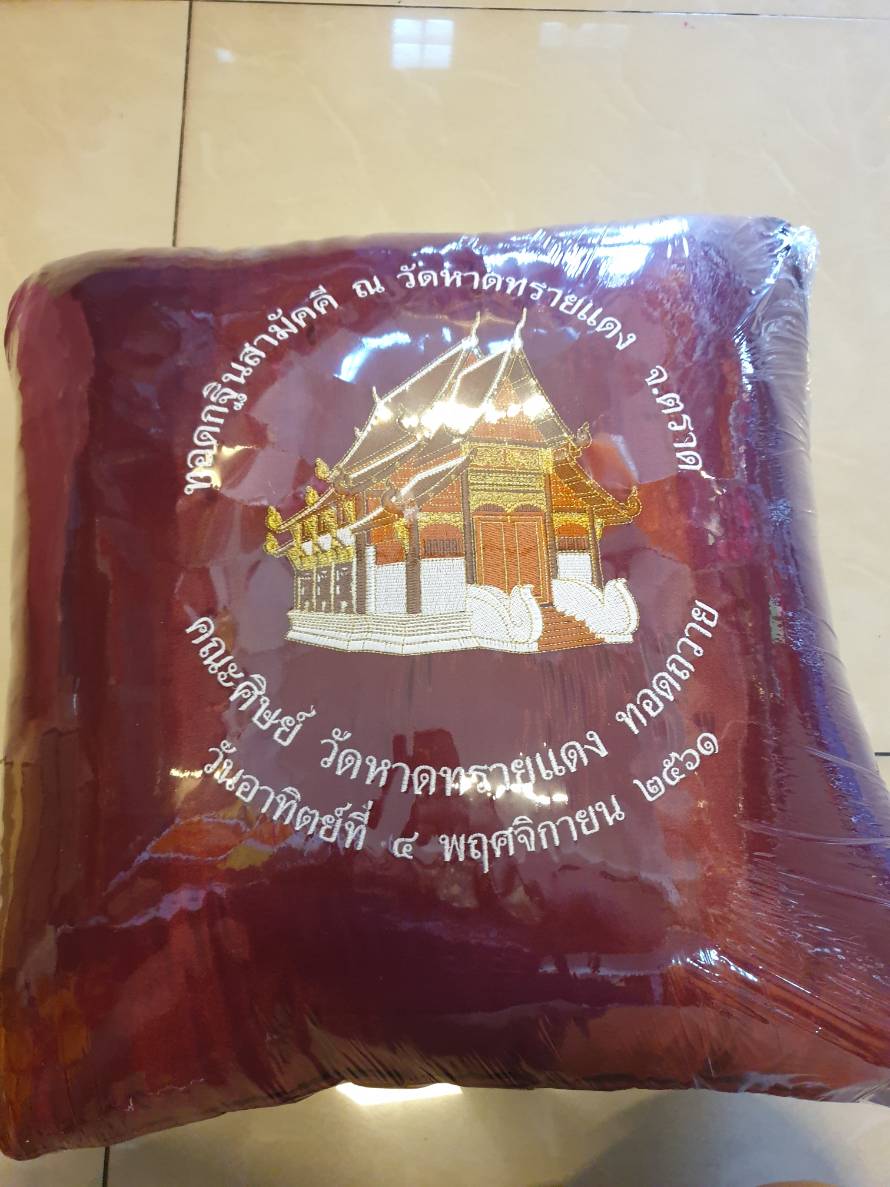 ทอดกฐินสามัคคี ณ วัดหาดทรายแดง จ.ตราด
คณะศิษย์ วัดหาดทรายแดง ทอดถวาย
วันอาทิตย์ที่ ๔ พฤศจิกายน ๒๕๖๑